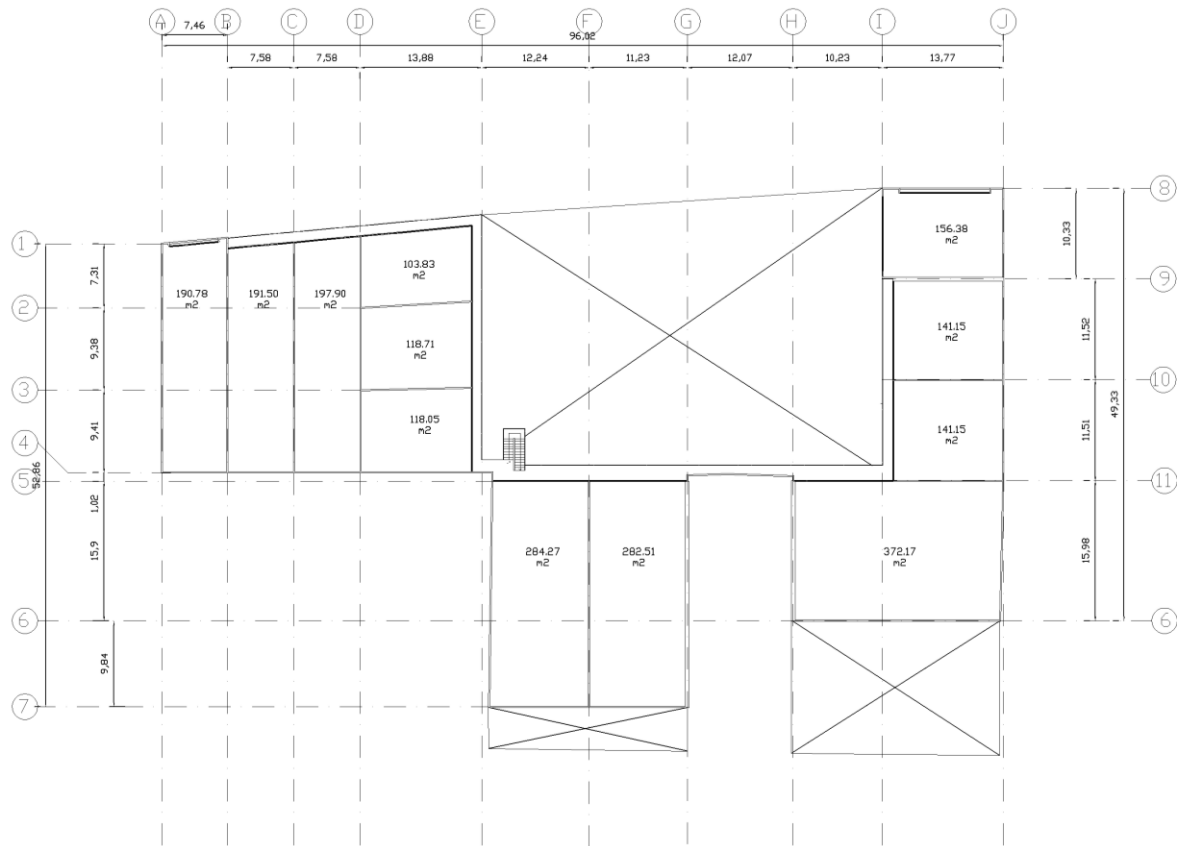 A B C D E F G H I J
7,46
96,02
7,58 7,58 13,88 12,24 11,23 12,07 10,23 13,77
8
1
156.38
m2
10,33
7,31
103.83
m2
9
190.78
m2
191.50
m2
197.90
m2
2
118.71
m2
141.15
m2
11,52
9,38
3
10
49,33
118.05
m2
141.15
m2
11,51
9,41
4
52,86
5
11
1,02
284.27
m2
282.51
m2
372.17
m2
15,9
15,98
6
6
9,84
7